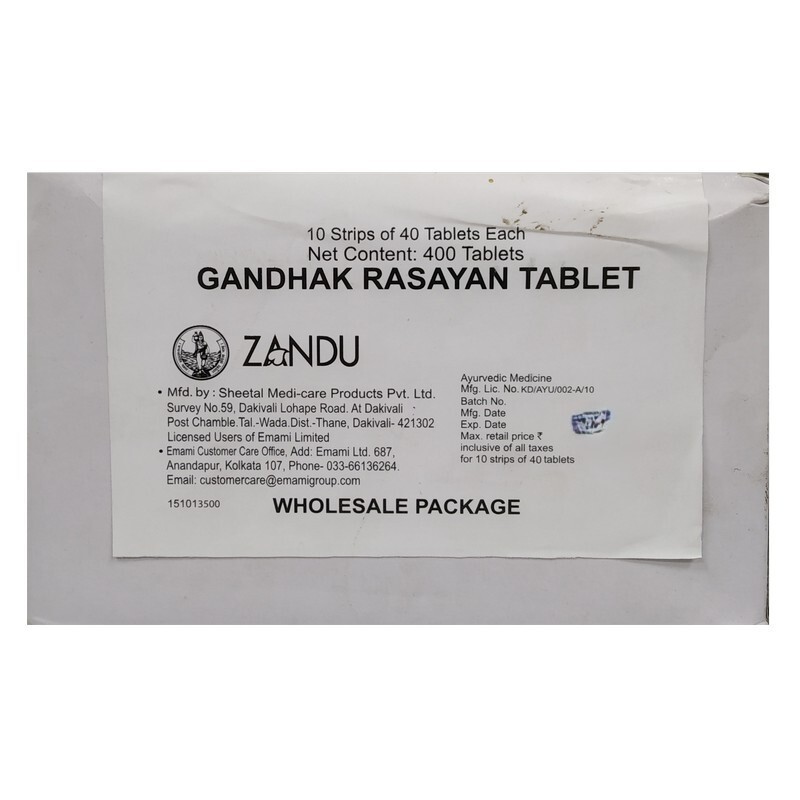 10 Strips of 40 Tablets Each
Net Content: 400 Tablets
GANDHAK RASAYAN TABLET
ZANDU
• Mfd. by : Sheetal Medi-care Products Pvt. Ltd.
Survey No.59, Dakivali Lohape Road. At Dakivali
Post Chamble.Tal.-Wada.Dist.-Thane, Dakivali- 421302
Licensed Users of Emami Limited
• Emami Customer Care Office, Add: Emami Ltd. 687,
Anandapur, Kolkata 107, Phone- 033-66136264.
Email: customercare@emamigroup.com
151013500
Ayurvedic Medicine
Mfg. Lic. No. KD/AYU/002-A/10
Batch No.
Mfg. Date
Exp. Date
Max. retail price ₹
inclusive of all taxes
for 10 strips of 40 tablets
WHOLESALE PACKAGE